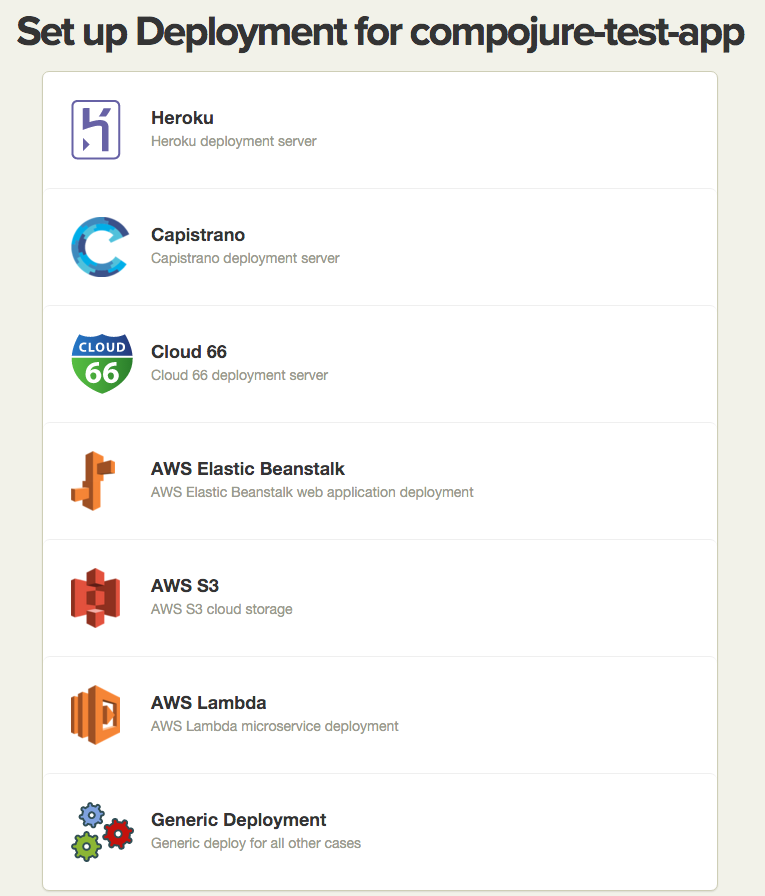 Set up Deployment for compojure-test-app
Heroku
Heroku deployment server
Capistrano
Capistrano deployment server
CLOUD
66
Cloud 66
Cloud 66 deployment server
AWS Elastic Beanstalk
AWS Elastic Beanstalk web application deployment
AWS S3
AWS S3 cloud storage
AWS Lambda
AWS Lambda microservice deployment
Generic Deployment
Generic deploy for all other cases